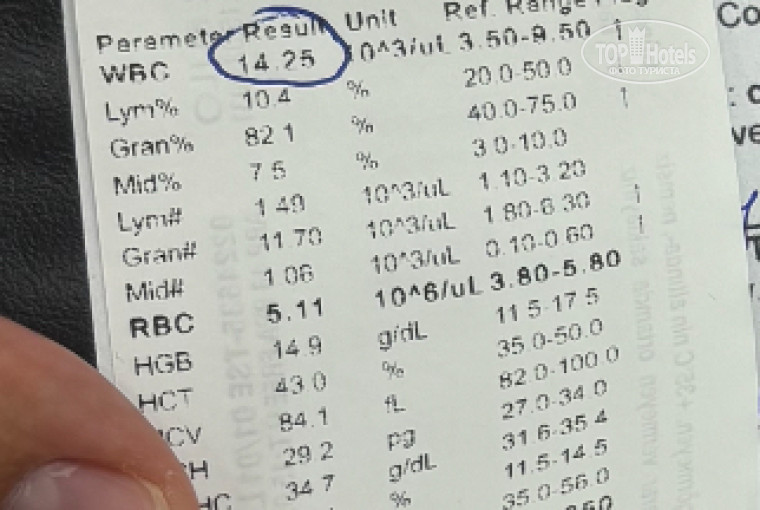 Parameter Result Unit Ref. Range
WBC 14.25 10^3/uL 3.50-9.50 ↑
Lym% 10.4 % 20.0-50.0
Gran% 82.1 % 40.0-75.0 ↑
Mid% 7.5 % 3.0-10.0
Lym# 1.49 10^3/uL 1.10-3.20
Gran# 11.70 10^3/uL 1.80-6.30 ↑
Mid# 1.06 10^3/uL 0.10-0.60 ↑
RBC 5.11 10^6/uL 3.80-5.80
HGB 14.9 g/dL 11.5-17.5
HCT 43.0 % 35.0-50.0
CV 84.1 fL 82.0-100.0
H 29.2 pg 27.0-34.0
HC 34.7 g/dL 31.6-35.4
% 11.5-14.5
35.0-56.0
Co
TOP Hotels
ФОТО ТУРИСТА